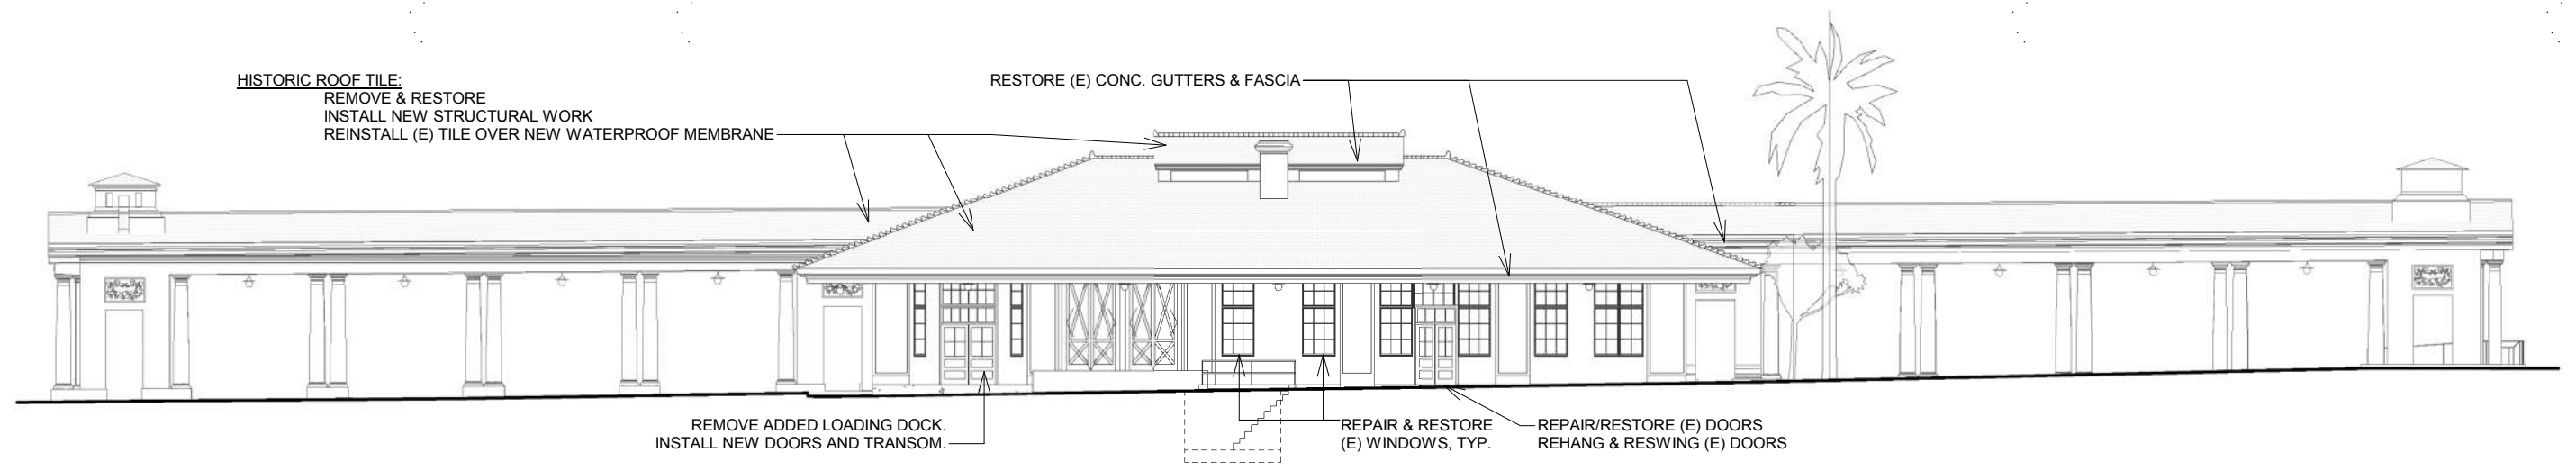 HISTORIC ROOF TILE:
REMOVE & RESTORE
INSTALL NEW STRUCTURAL WORK
REINSTALL (E) TILE OVER NEW WATERPROOF MEMBRANE
RESTORE (E) CONC. GUTTERS & FASCIA
REMOVE ADDED LOADING DOCK.
INSTALL NEW DOORS AND TRANSOM.
REPAIR & RESTORE
(E) WINDOWS, TYP.
REPAIR/RESTORE (E) DOORS
REHANG & RESWING (E) DOORS